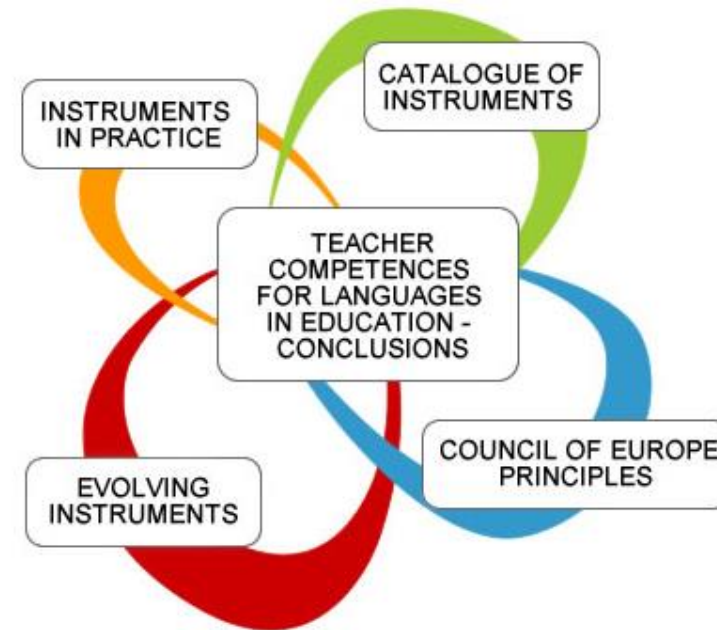 CATALOGUE OF
INSTRUMENTS
INSTRUMENTS
IN PRACTICE
TEACHER
COMPETENCES
FOR LANGUAGES
IN EDUCATION -
CONCLUSIONS
COUNCIL OF EUROPE
PRINCIPLES
EVOLVING
INSTRUMENTS